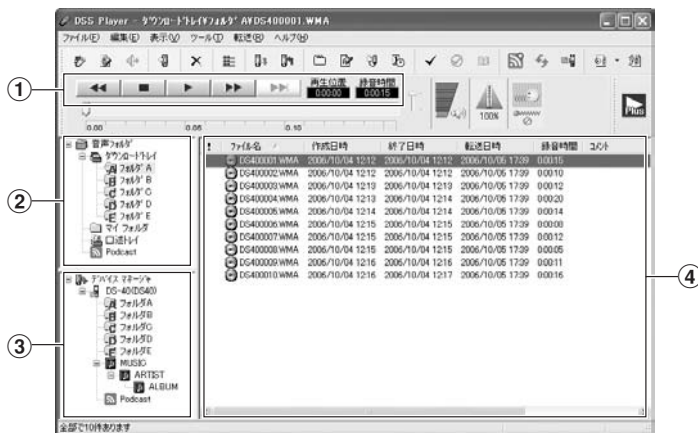 DSS Player - ダウンロードトレイ¥フォルダ A¥DS400001.WMA
ファイル(F) 編集(E) 表示(V) ツール(T) 転送(R) ヘルプ(H)
①
再生位置 録音時間
0:00:00 0:00:15
100%
Plus
0.00 0.05 0.10
②
音声フォルダ
ダウンロードトレイ
フォルダ A
フォルダ B
フォルダ C
フォルダ D
フォルダ E
マイ フォルダ
口述トレイ
Podcast
③
デバイス マネージャ
DS-40(DS40)
フォルダA
フォルダB
フォルダC
フォルダD
フォルダE
MUSIC
ARTIST
ALBUM
Podcast
④
! ファイル名 作成日時 終了日時 転送日時 録音時間 コメント
DS400001.WMA 2006/10/04 12:12 2006/10/04 12:12 2006/10/05 17:39 0:00:15
DS400002.WMA 2006/10/04 12:12 2006/10/04 12:12 2006/10/05 17:39 0:00:10
DS400003.WMA 2006/10/04 12:13 2006/10/04 12:13 2006/10/05 17:39 0:00:12
DS400004.WMA 2006/10/04 12:13 2006/10/04 12:14 2006/10/05 17:39 0:00:20
DS400005.WMA 2006/10/04 12:14 2006/10/04 12:14 2006/10/05 17:39 0:00:14
DS400006.WMA 2006/10/04 12:15 2006/10/04 12:15 2006/10/05 17:39 0:00:08
DS400007.WMA 2006/10/04 12:15 2006/10/04 12:15 2006/10/05 17:39 0:00:12
DS400008.WMA 2006/10/04 12:15 2006/10/04 12:15 2006/10/05 17:39 0:00:05
DS400009.WMA 2006/10/04 12:16 2006/10/04 12:16 2006/10/05 17:39 0:00:11
DS400010.WMA 2006/10/04 12:16 2006/10/04 12:17 2006/10/05 17:39 0:00:16
全部で10件あります